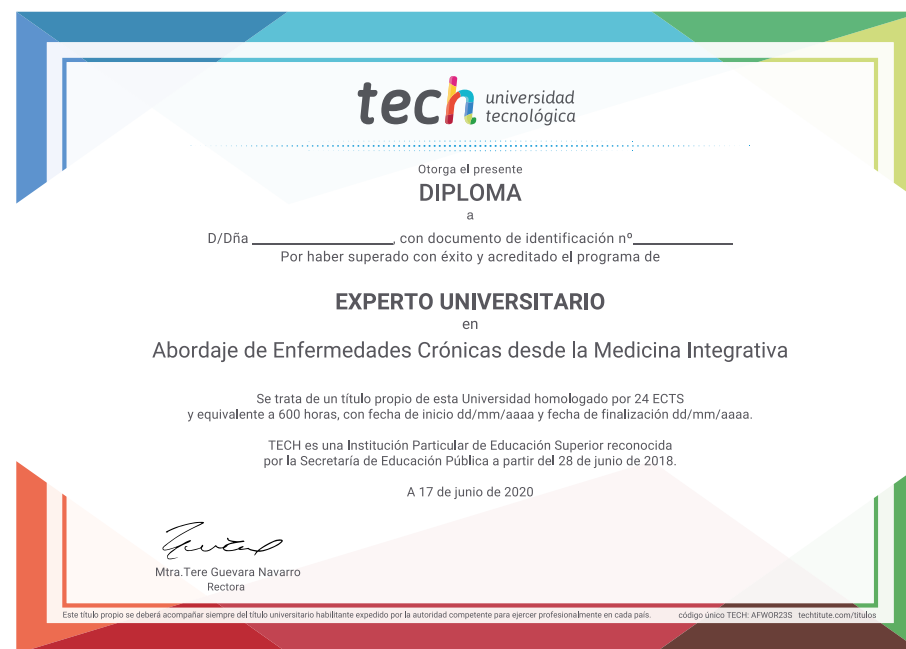 tech universidad
tecnológica
Otorga el presente
DIPLOMA
a
D/Dña ______________, con documento de identificación nº__________
Por haber superado con éxito y acreditado el programa de
EXPERTO UNIVERSITARIO
en
Abordaje de Enfermedades Crónicas desde la Medicina Integrativa
Se trata de un título propio de esta Universidad homologado por 24 ECTS
y equivalente a 600 horas, con fecha de inicio dd/mm/aaaa y fecha de finalización dd/mm/aaaa.
TECH es una Institución Particular de Educación Superior reconocida
por la Secretaría de Educación Pública a partir del 28 de junio de 2018.
A 17 de junio de 2020
Mtra.Tere Guevara Navarro
Rectora
Este título propio se deberá acompañar siempre del título universitario habilitante expedido por la autoridad competente para ejercer profesionalmente en cada país. código único TECH: AFWOR23S techtitute.com/titulos